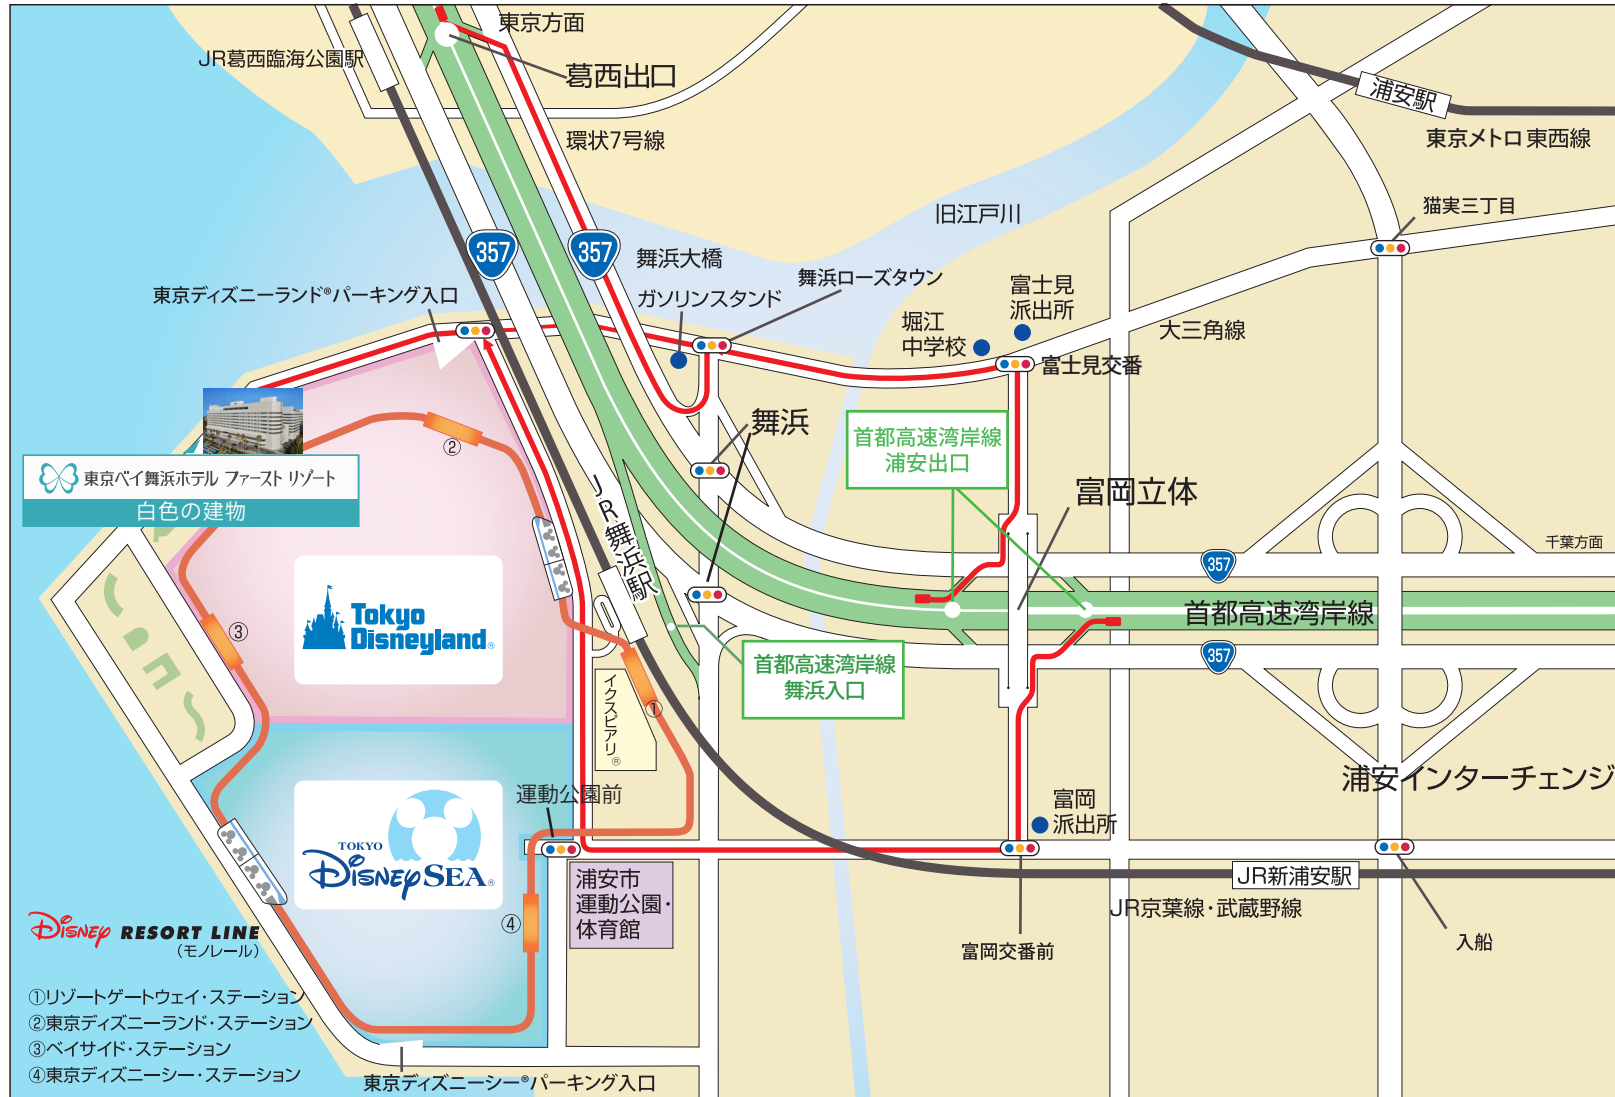 東京方面
JR葛西臨海公園駅
葛西出口
浦安駅
環状7号線
東京メトロ 東西線
猫実三丁目
旧江戸川
357
357
舞浜大橋
舞浜ローズタウン
富士見
派出所
東京ディズニーランド®パーキング入口
ガソリンスタンド
堀江
中学校
大三角線
富士見交番
舞浜
首都高速湾岸線
浦安出口
②
東京ベイ舞浜ホテル ファースト リゾート
白色の建物
富岡立体
JR舞浜駅
千葉方面
357
Tokyo
Disneyland®
③
首都高速湾岸線
357
首都高速湾岸線
舞浜入口
イクスピアリ®
①
浦安インターチェンジ
運動公園前
富岡
派出所
TOKYO
DISNEY SEA®
浦安市
運動公園・
体育館
JR新浦安駅
JR京葉線・武蔵野線
④
DISNEY RESORT LINE
(モノレール)
富岡交番前
入船
①リゾートゲートウェイ・ステーション
②東京ディズニーランド・ステーション
③ベイサイド・ステーション
④東京ディズニーシー・ステーション
東京ディズニーシー®パーキング入口